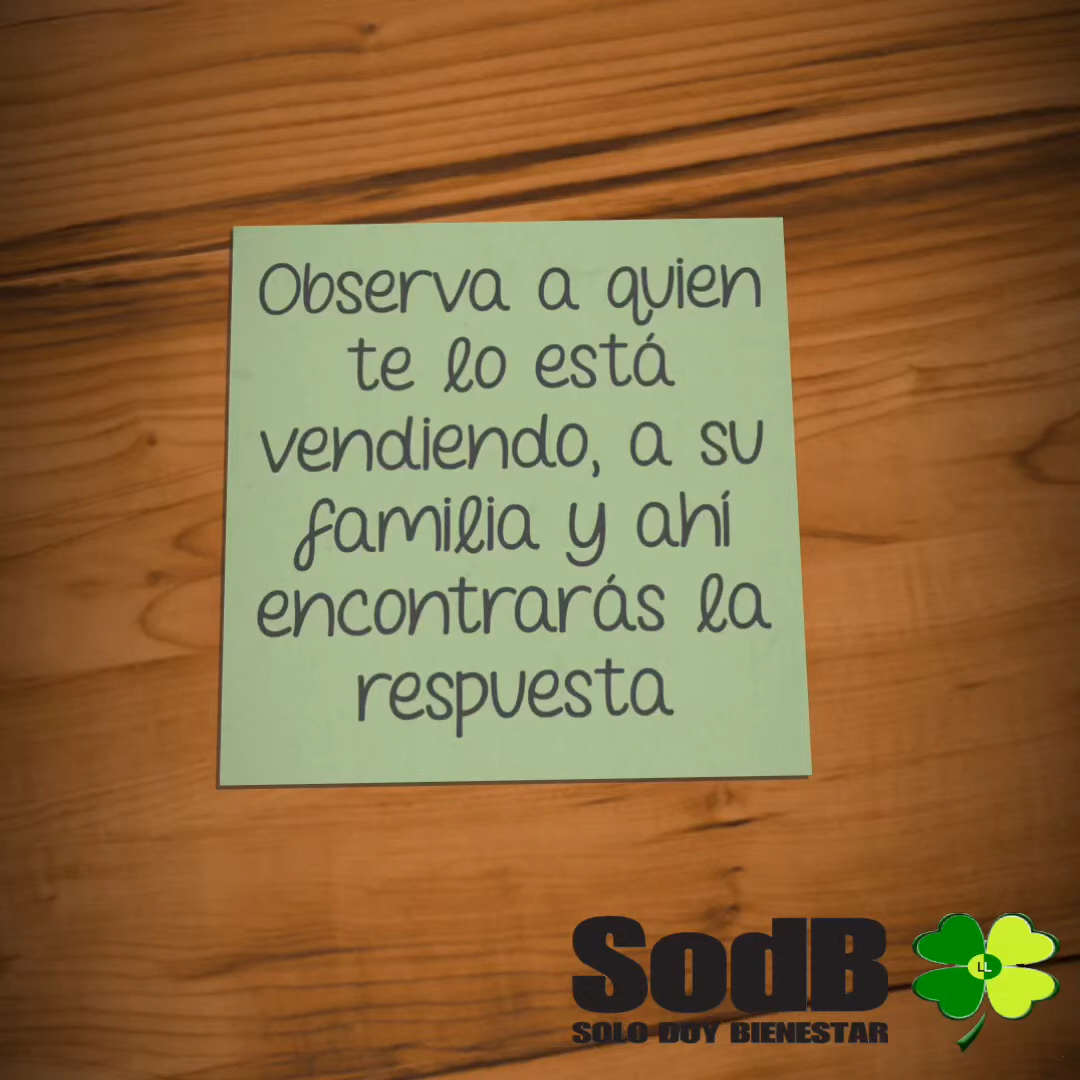 Observa a quien
te lo está
vendiendo, a su
familia y ahí
encontrarás la
respuesta
SodB
LL
SOLO DOY BIENESTAR